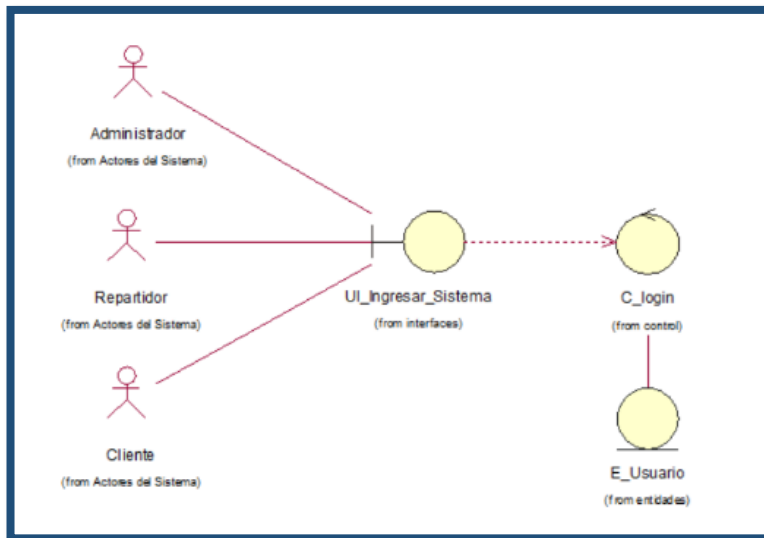 Administrador
(from Actores del Sistema)
Repartidor
(from Actores del Sistema)
Cliente
(from Actores del Sistema)
UI_Ingresar_Sistema
(from interfaces)
C_login
(from control)
E_Usuario
(from entidades)